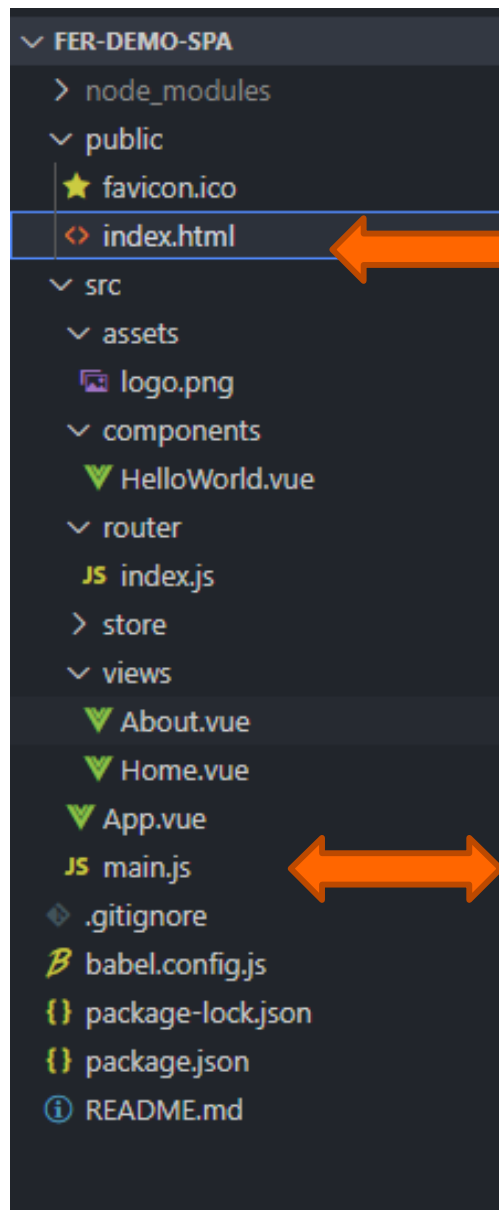 FER-DEMO-SPA
node_modules
public
favicon.ico
<> index.html
src
assets
logo.png
components
HelloWorld.vue
router
JS index.js
store
views
About.vue
Home.vue
App.vue
JS main.js
.gitignore
B babel.config.js
{} package-lock.json
{} package.json
README.md